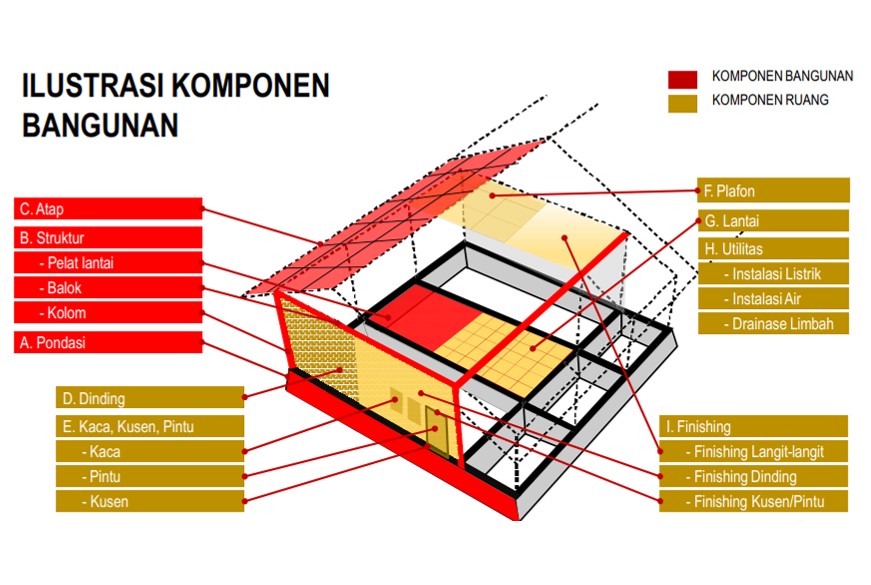 ILUSTRASI KOMPONEN
BANGUNAN
KOMPONEN BANGUNAN
KOMPONEN RUANG
C. Atap
B. Struktur
- Pelat lantai
- Balok
- Kolom
A. Pondasi
D. Dinding
E. Kaca, Kusen, Pintu
- Kaca
- Pintu
- Kusen
F. Plafon
G. Lantai
H. Utilitas
- Instalasi Listrik
- Instalasi Air
- Drainase Limbah
I. Finishing
- Finishing Langit-langit
- Finishing Dinding
- Finishing Kusen/Pintu